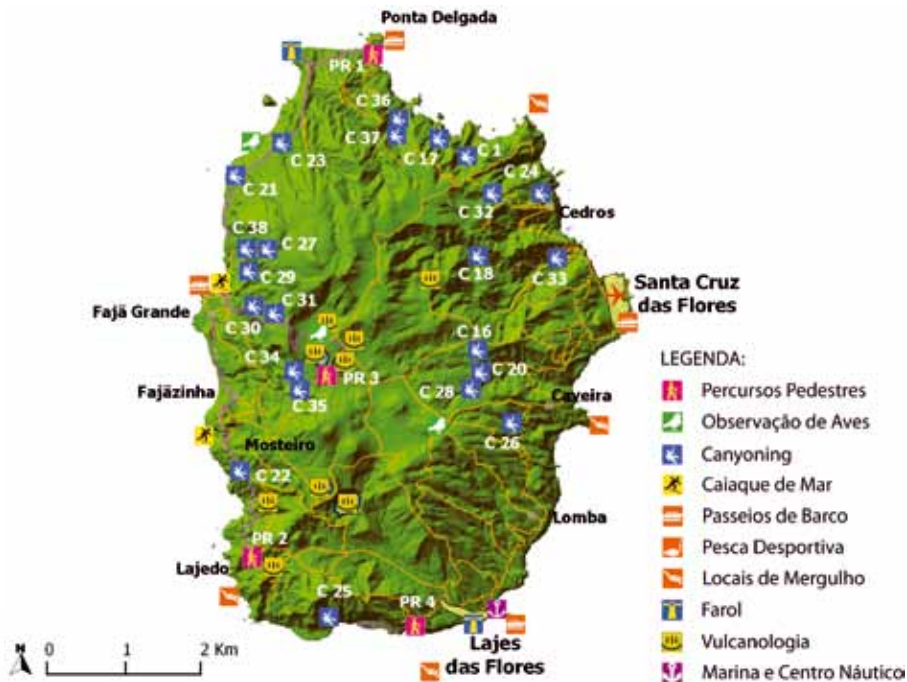 Ponta Delgada
PR 1
C 36
C 37
C 17
C 1
C 23
C 24
C 21
C 32
Cedros
C 38
C 27
C 18
C 33
C 29
Santa Cruz
das Flores
Fajã Grande
C 31
C 30
C 16
C 34
PR 3
C 20
Fajãzinha
C 28
C 35
Caveira
C 26
Mosteiro
C 22
Lomba
PR 2
Lajedo
C 25
PR 4
Lajes
das Flores
N
0 1 2 Km
LEGENDA:
Percursos Pedestres
Observação de Aves
Canyoning
Caiaque de Mar
Passeios de Barco
Pesca Desportiva
Locais de Mergulho
Farol
Vulcanologia
Marina e Centro Náutico